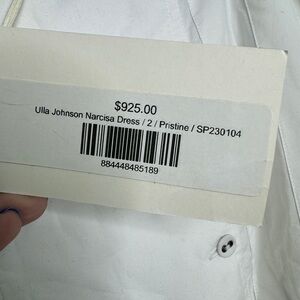 $925.00
Ulla Johnson Narcisa Dress / 2 / Pristine / SP230104
884448485189